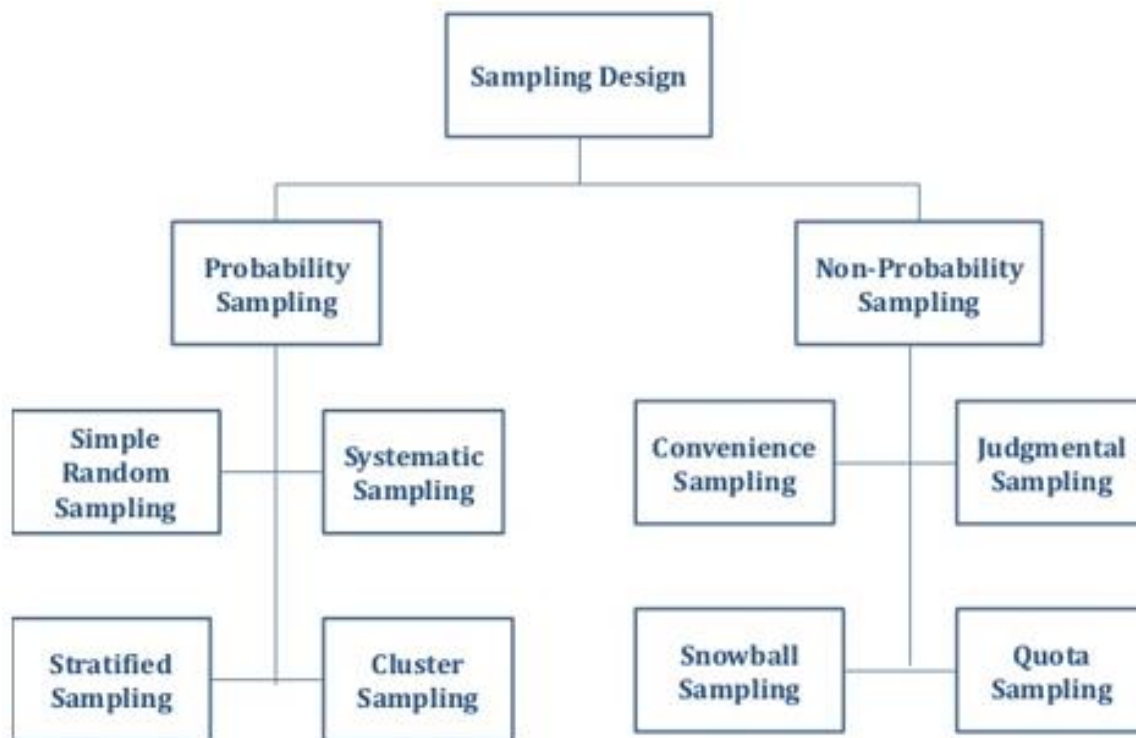 Sampling Design
Probability
Sampling
Non-Probability
Sampling
Simple
Random
Sampling
Systematic
Sampling
Convenience
Sampling
Judgmental
Sampling
Stratified
Sampling
Cluster
Sampling
Snowball
Sampling
Quota
Sampling